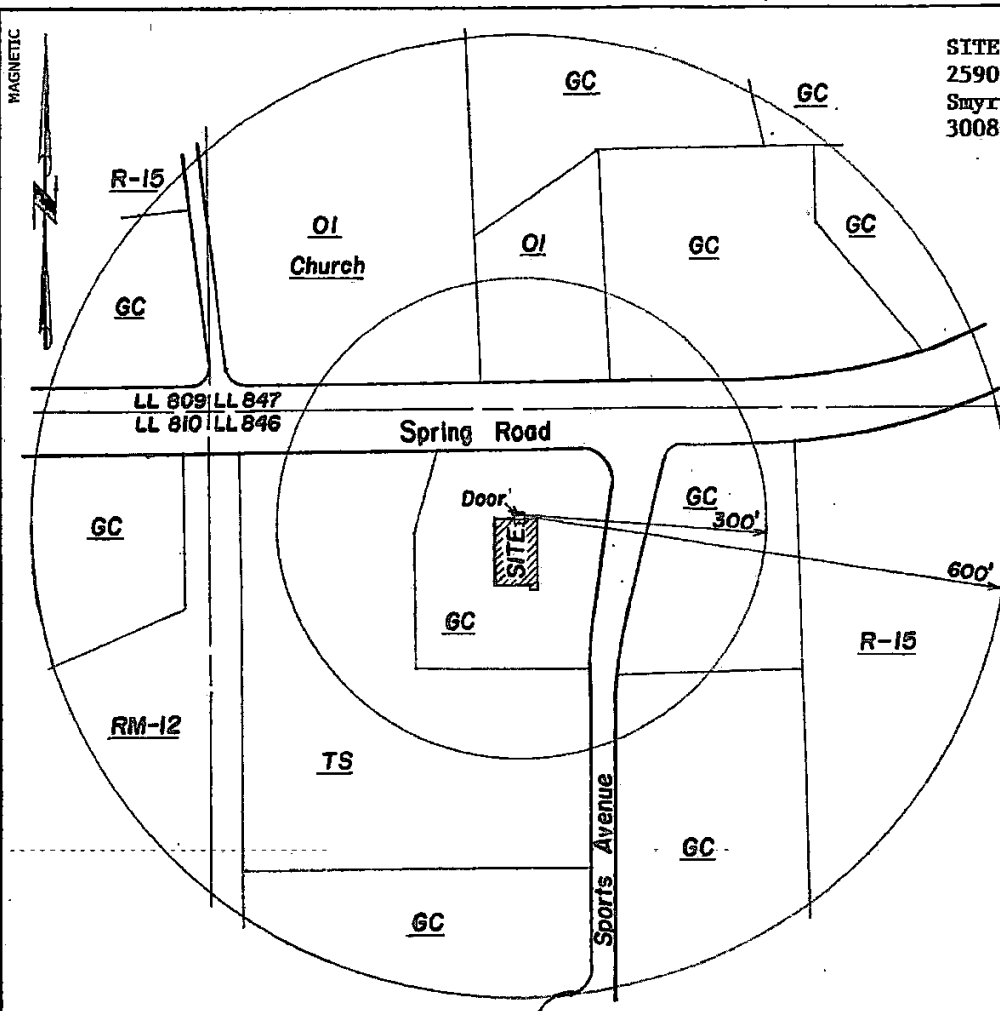 MAGNETIC
N
SITE
2590
Smyr
3008
GC
GC
R-15
OI
Church
OI
GC
GC
GC
LL 809 LL 847
LL 810 LL 846
Spring Road
GC
Door
SITE
GC
300'
600'
GC
R-15
RM-12
TS
Sports Avenue
GC
GC